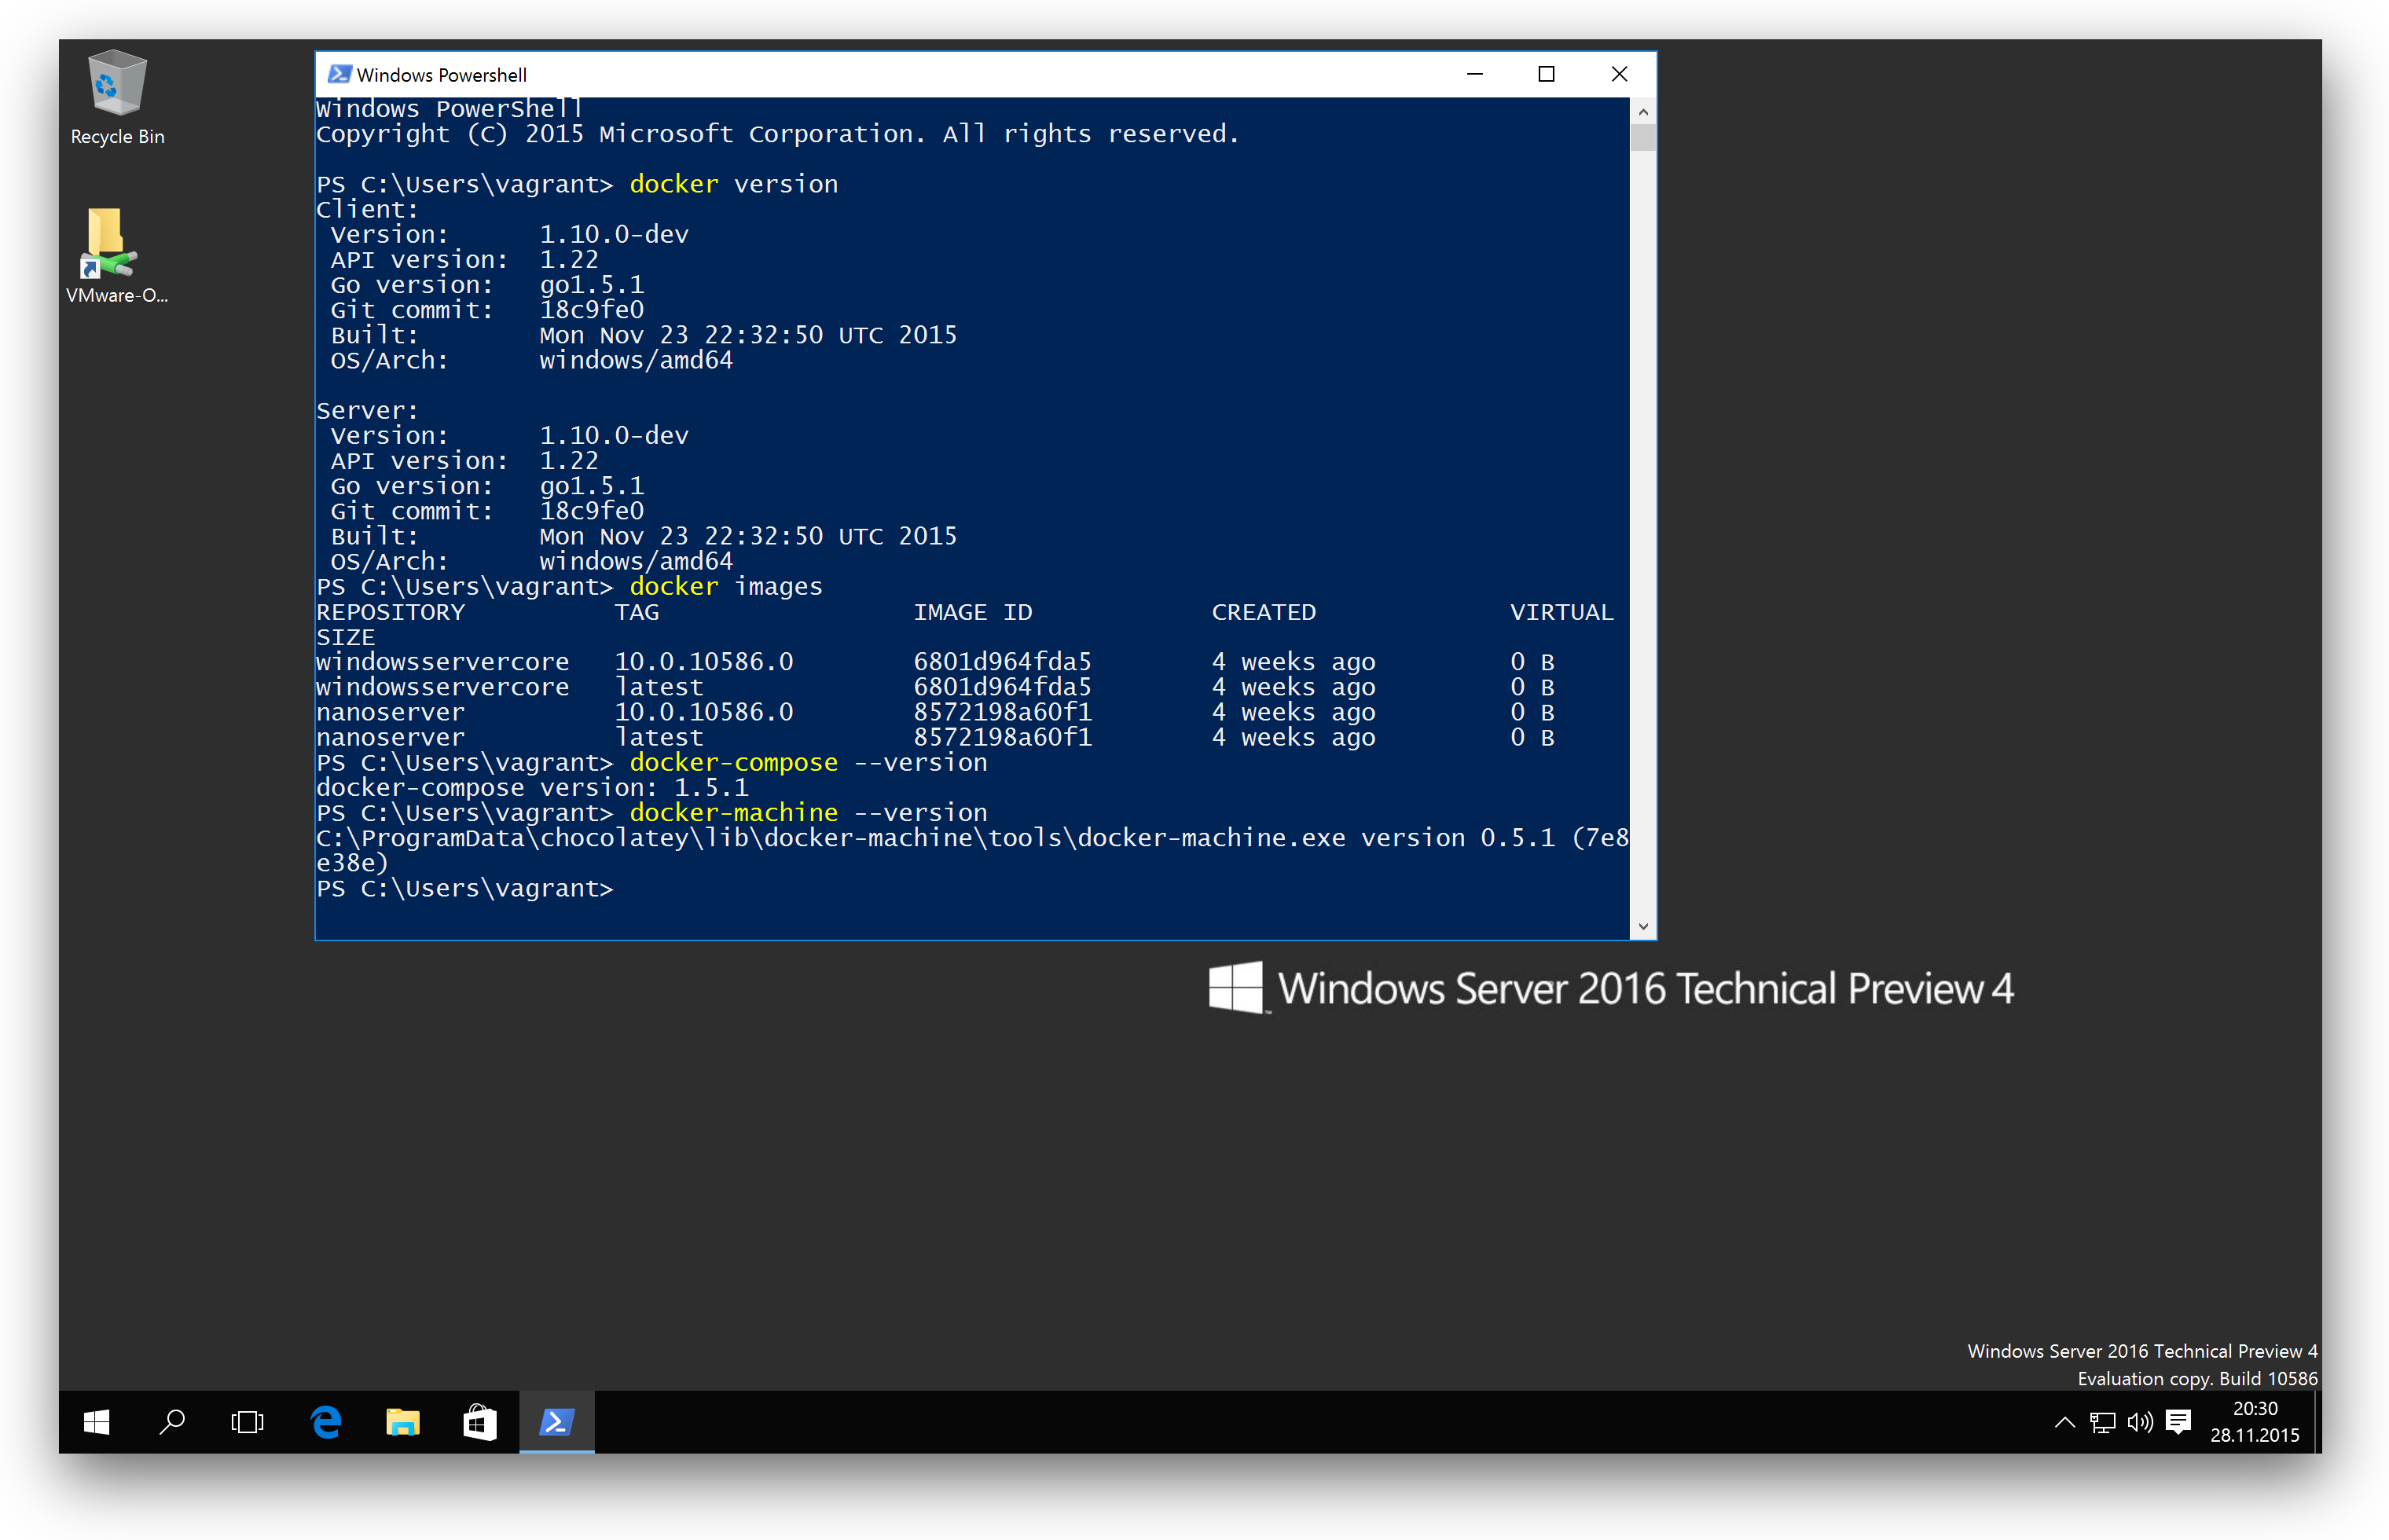 Recycle Bin
VMware-O...
Windows Powershell
Windows PowerShell
Copyright (C) 2015 Microsoft Corporation. All rights reserved.
PS C:\Users\vagrant> docker version
Client:
 Version:      1.10.0-dev
 API version:  1.22
 Go version:   go1.5.1
 Git commit:   18c9fe0
 Built:        Mon Nov 23 22:32:50 UTC 2015
 OS/Arch:      windows/amd64
Server:
 Version:      1.10.0-dev
 API version:  1.22
 Go version:   go1.5.1
 Git commit:   18c9fe0
 Built:        Mon Nov 23 22:32:50 UTC 2015
 OS/Arch:      windows/amd64
PS C:\Users\vagrant> docker images
REPOSITORY          TAG                 IMAGE ID            CREATED             VIRTUAL
SIZE
windowsservercore   10.0.10586.0        6801d964fda5        4 weeks ago         0 B
windowsservercore   latest              6801d964fda5        4 weeks ago         0 B
nanoserver          10.0.10586.0        8572198a60f1        4 weeks ago         0 B
nanoserver          latest              8572198a60f1        4 weeks ago         0 B
PS C:\Users\vagrant> docker-compose --version
docker-compose version: 1.5.1
PS C:\Users\vagrant> docker-machine --version
C:\ProgramData\chocolatey\lib\docker-machine\tools\docker-machine.exe version 0.5.1 (7e8
e38e)
PS C:\Users\vagrant>
Windows Server 2016 Technical Preview 4
Windows Server 2016 Technical Preview 4
Evaluation copy. Build 10586
20:30
28.11.2015